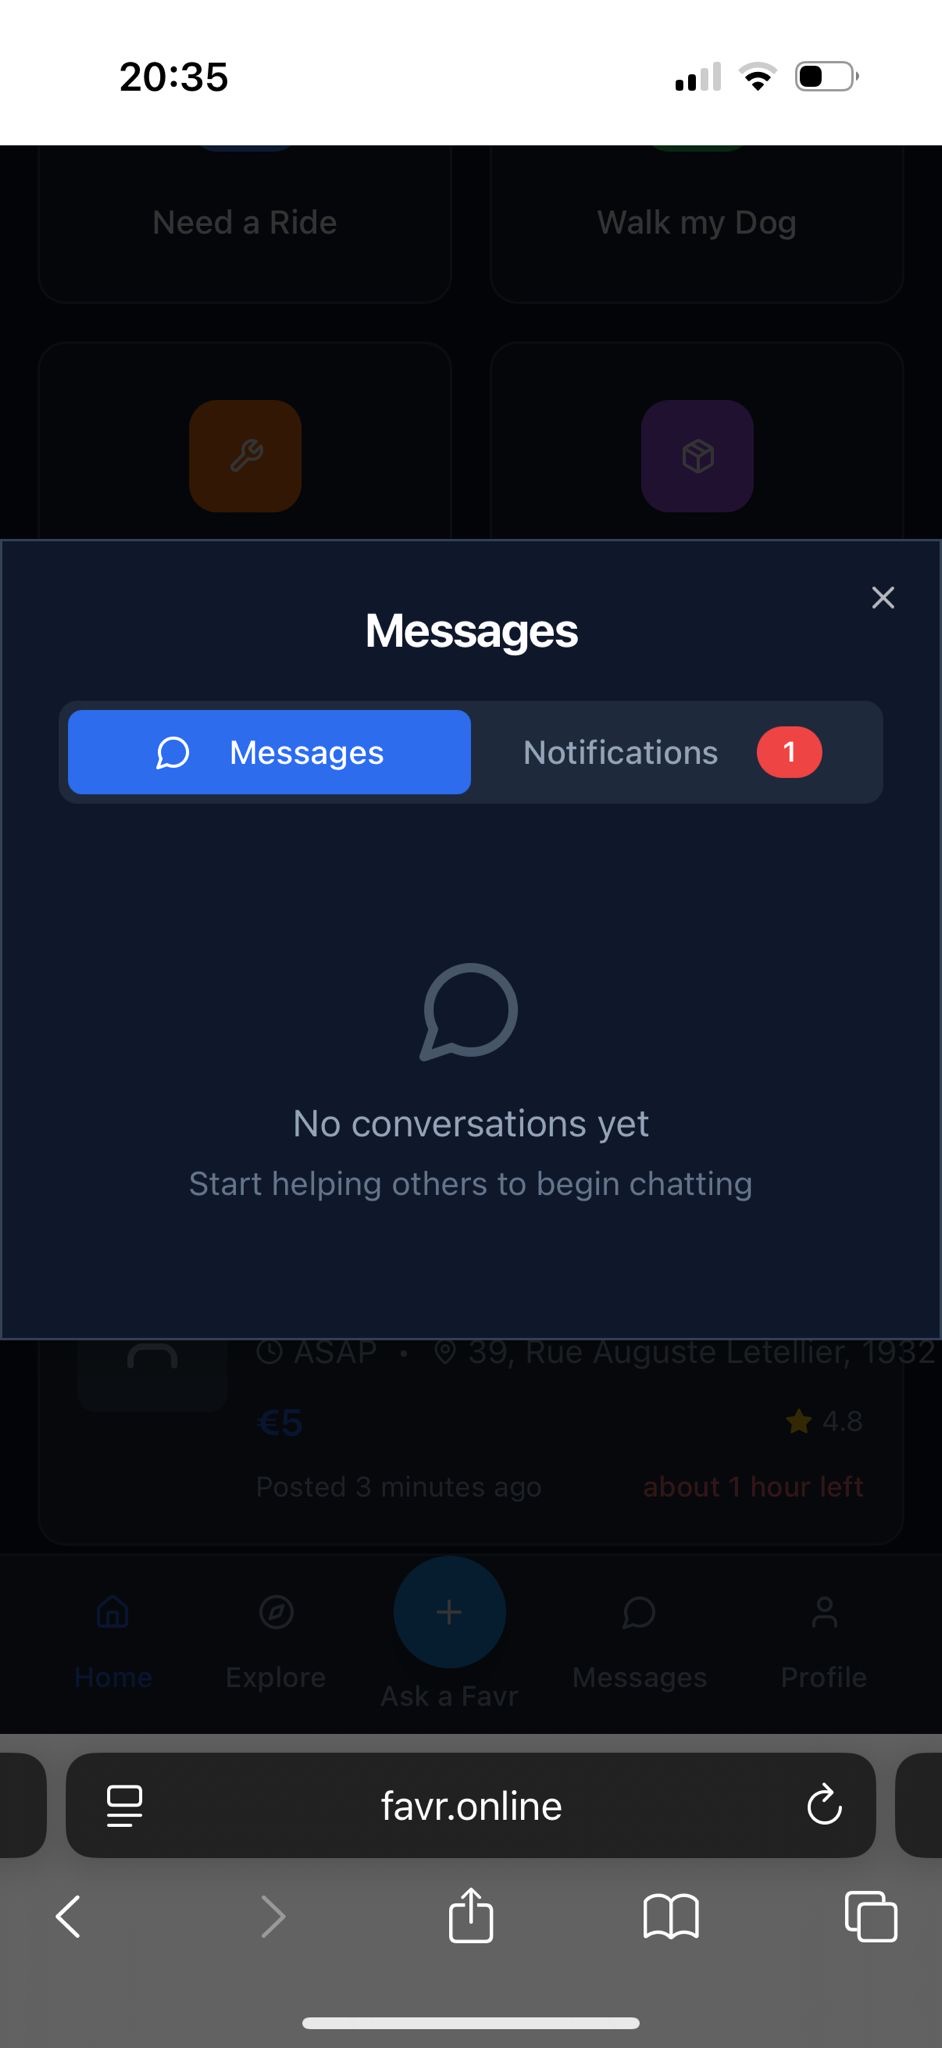 20:35
Need a Ride
Walk my Dog
Messages
Messages
Notifications 1
No conversations yet
Start helping others to begin chatting
ASAP • 39, Rue Auguste Letellier, 1932
€5
4.8
Posted 3 minutes ago
about 1 hour left
Home
Explore
Ask a Favr
Messages
Profile
favr.online